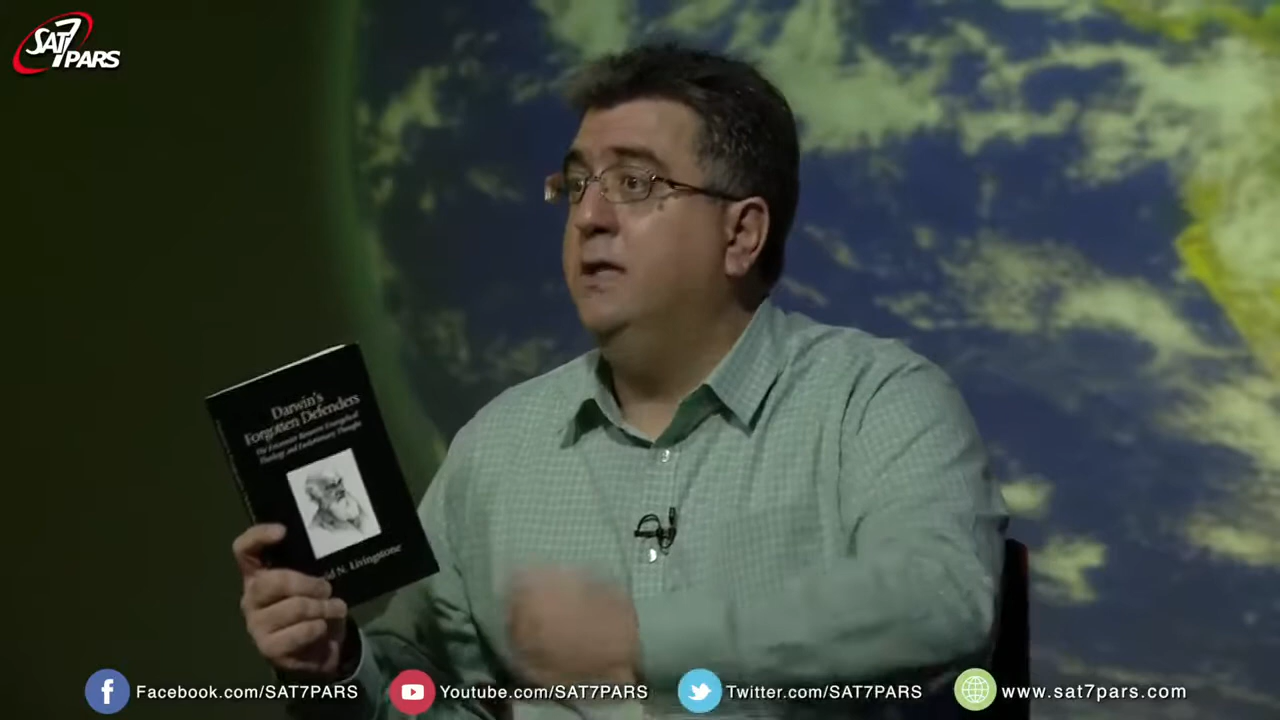 SAT7PARS
Darwin's
Forgotten Defenders
The Encounter Between Evangelical
Theology and Evolutionary Thought
id N. Livingstone
Facebook.com/SAT7PARS
Youtube.com/SAT7PARS
Twitter.com/SAT7PARS
www.sat7pars.com